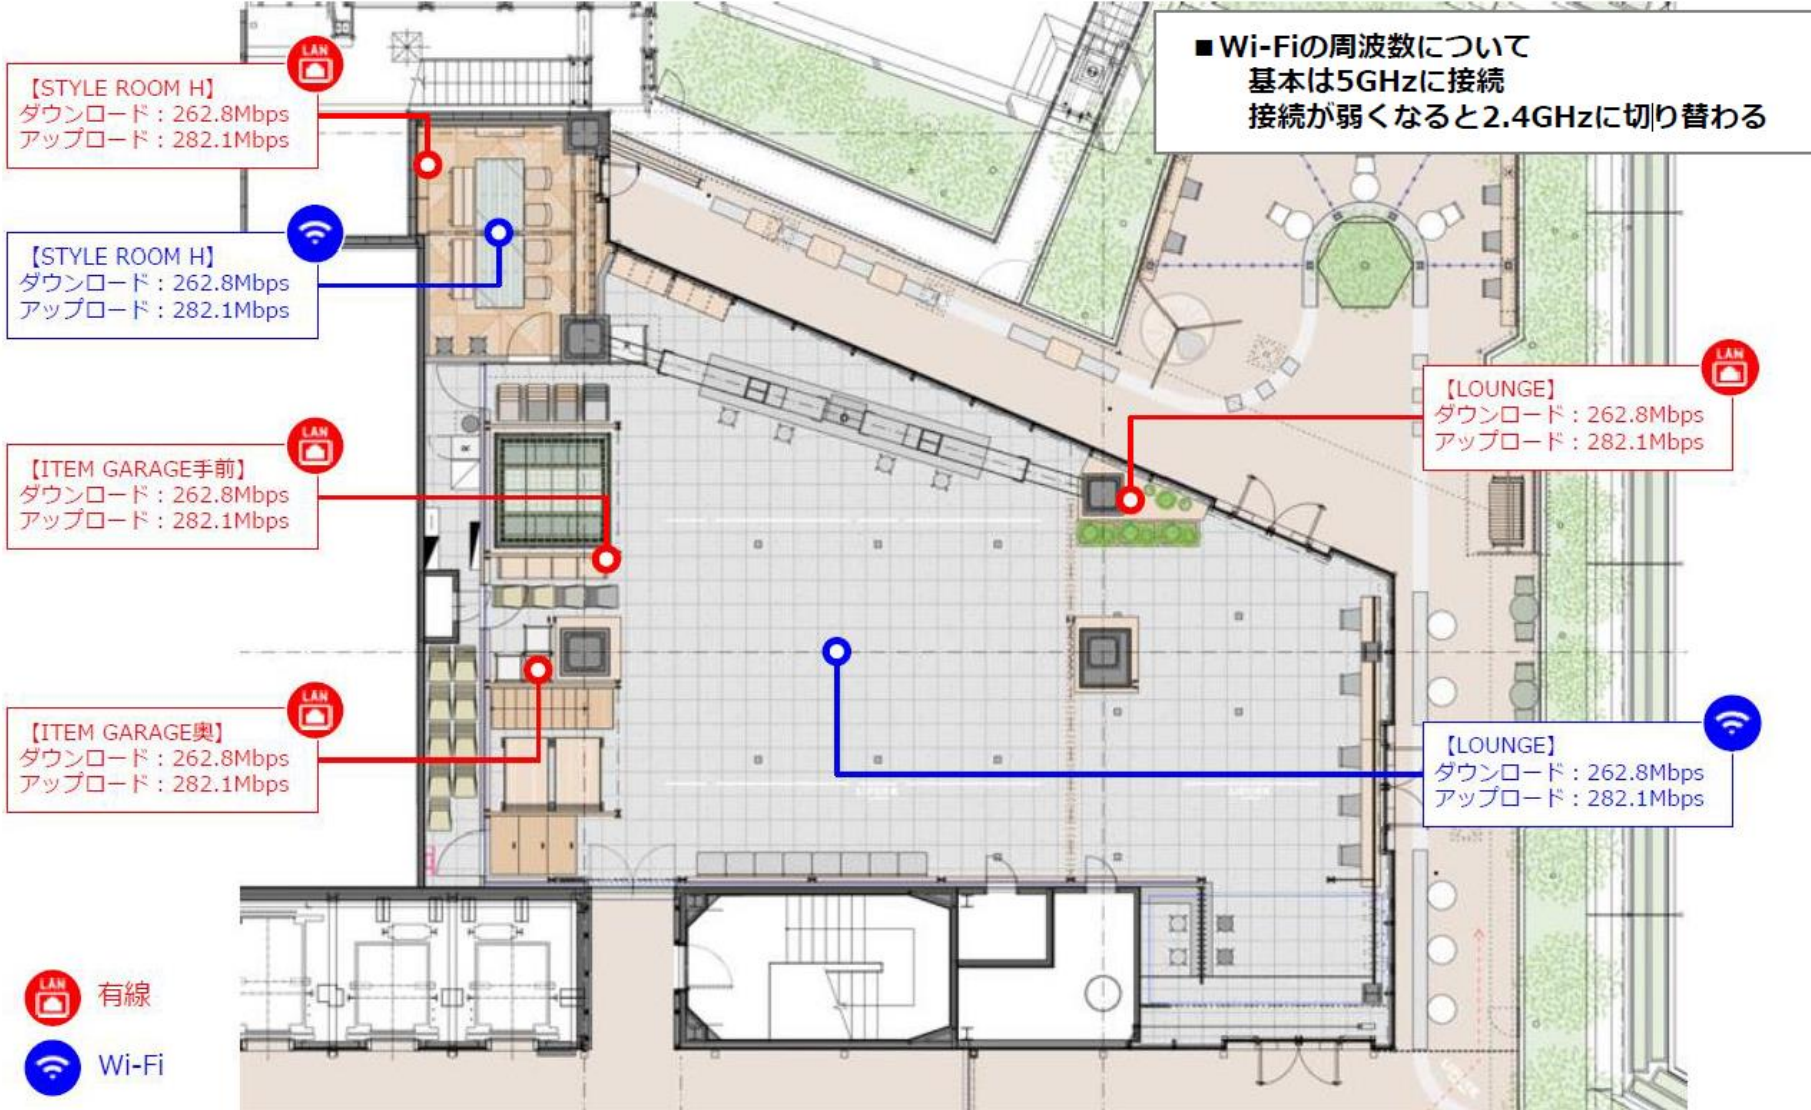 ■Wi-Fiの周波数について
基本は5GHzに接続
接続が弱くなると2.4GHzに切り替わる
LAN
【STYLE ROOM H】
ダウンロード：262.8Mbps
アップロード：282.1Mbps
【STYLE ROOM H】
ダウンロード：262.8Mbps
アップロード：282.1Mbps
LAN
【ITEM GARAGE手前】
ダウンロード：262.8Mbps
アップロード：282.1Mbps
LAN
【ITEM GARAGE奥】
ダウンロード：262.8Mbps
アップロード：282.1Mbps
LAN
【LOUNGE】
ダウンロード：262.8Mbps
アップロード：282.1Mbps
【LOUNGE】
ダウンロード：262.8Mbps
アップロード：282.1Mbps
LAN
有線
Wi-Fi